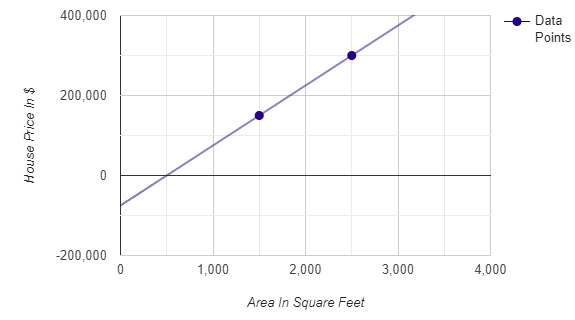 400,000
200,000
0
-200,000
House Price In $
0 1,000 2,000 3,000 4,000
Area In Square Feet
Data
Points